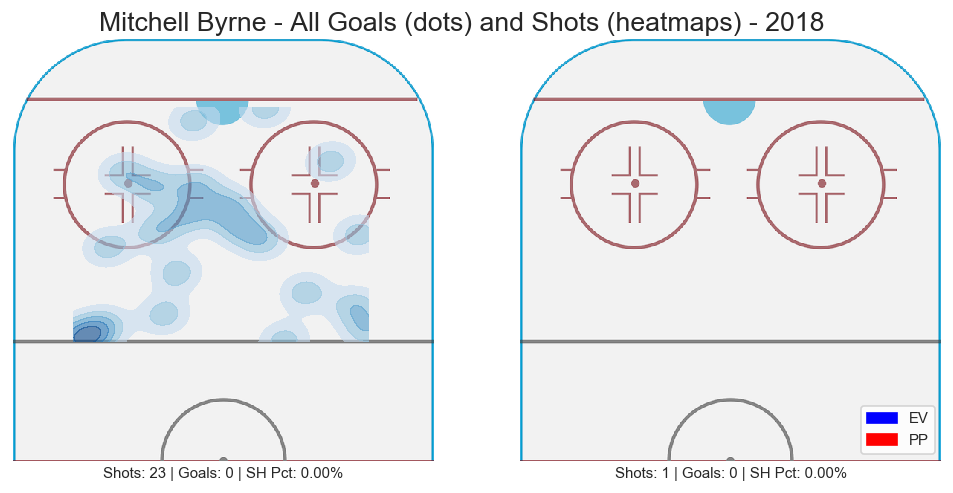 Mitchell Byrne - All Goals (dots) and Shots (heatmaps) - 2018
EV
PP
Shots: 23 | Goals: 0 | SH Pct: 0.00%
Shots: 1 | Goals: 0 | SH Pct: 0.00%